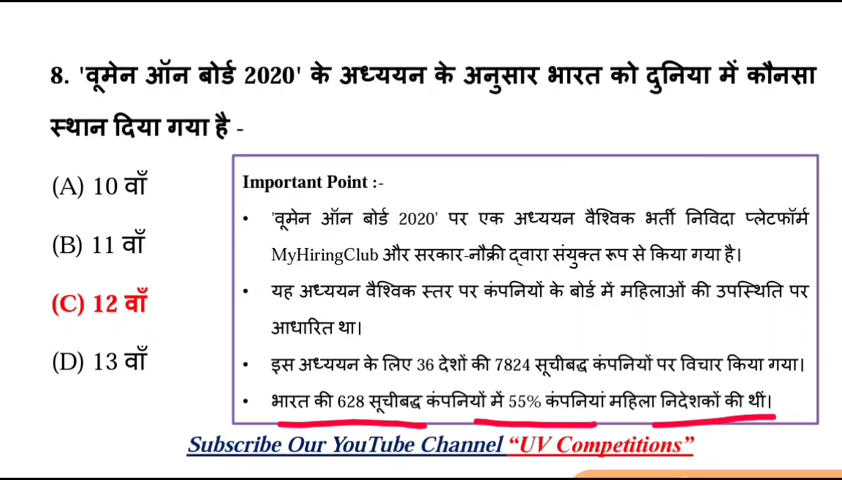 8. 'वूमेन ऑन बोर्ड 2020' के अध्ययन के अनुसार भारत को दुनिया में कौनसा
स्थान दिया गया है -
(A) 10 वाँ
(B) 11 वाँ
(C) 12 वाँ
(D) 13 वाँ
Important Point :-
• 'वूमेन ऑन बोर्ड 2020' पर एक अध्ययन वैश्विक भर्ती निविदा प्लेटफॉर्म
MyHiringClub और सरकार-नौक्री द्वारा संयुक्त रूप से किया गया है।
• यह अध्ययन वैश्विक स्तर पर कंपनियों के बोर्ड में महिलाओं की उपस्थिति पर
आधारित था।
• इस अध्ययन के लिए 36 देशों की 7824 सूचीबद्ध कंपनियों पर विचार किया गया।
• भारत की 628 सूचीबद्ध कंपनियों में 55% कंपनियां महिला निदेशकों की थीं।
Subscribe Our YouTube Channel “UV Competitions”